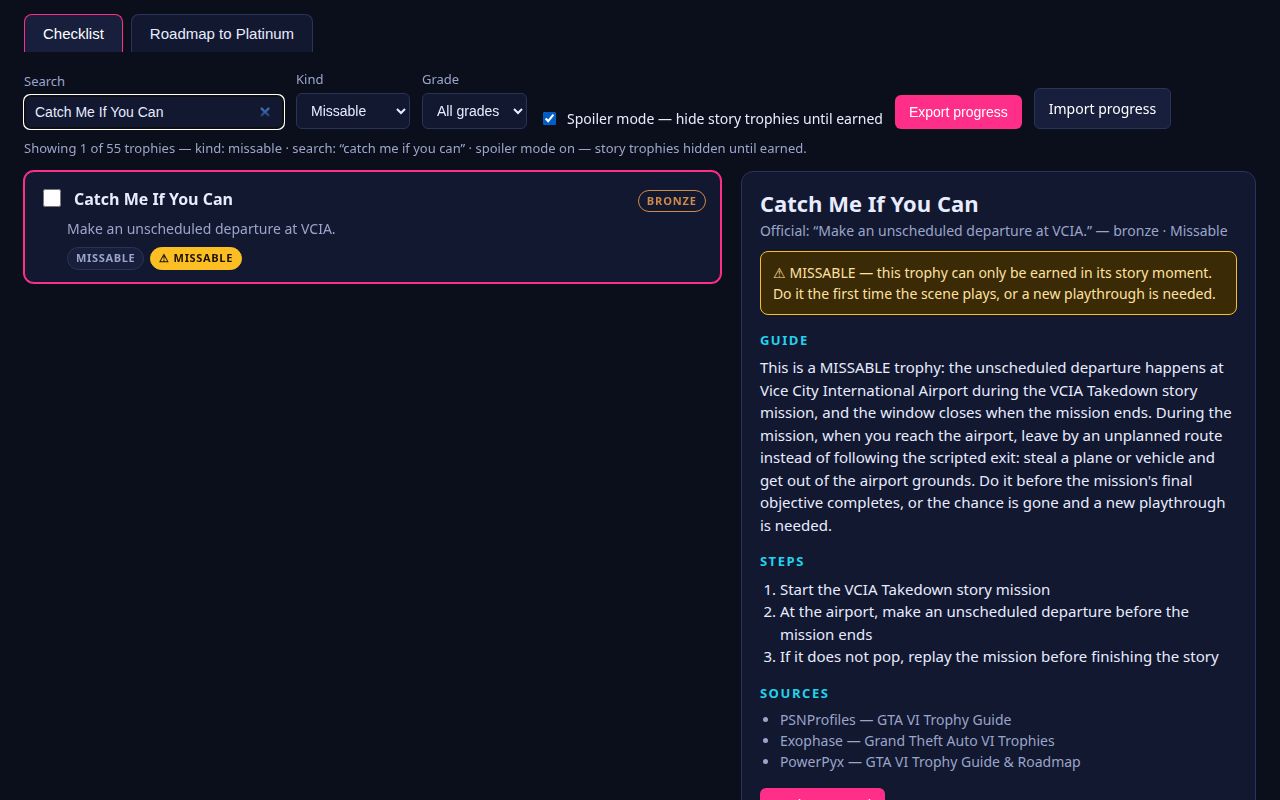 Checklist
Roadmap to Platinum
Search
Kind
Grade
Catch Me If You Can
Missable
All grades
Spoiler mode — hide story trophies until earned
Export progress
Import progress
Showing 1 of 55 trophies — kind: missable · search: “catch me if you can” · spoiler mode on — story trophies hidden until earned.
Catch Me If You Can
BRONZE
Make an unscheduled departure at VCIA.
MISSABLE
⚠ MISSABLE
Catch Me If You Can
Official: “Make an unscheduled departure at VCIA.” — bronze · Missable
⚠ MISSABLE — this trophy can only be earned in its story moment.
Do it the first time the scene plays, or a new playthrough is needed.
GUIDE
This is a MISSABLE trophy: the unscheduled departure happens at
Vice City International Airport during the VCIA Takedown story
mission, and the window closes when the mission ends. During the
mission, when you reach the airport, leave by an unplanned route
instead of following the scripted exit: steal a plane or vehicle and
get out of the airport grounds. Do it before the mission's final
objective completes, or the chance is gone and a new playthrough
is needed.
STEPS
1. Start the VCIA Takedown story mission
2. At the airport, make an unscheduled departure before the
mission ends
3. If it does not pop, replay the mission before finishing the story
SOURCES
• PSNProfiles — GTA VI Trophy Guide
• Exophase — Grand Theft Auto VI Trophies
• PowerPyx — GTA VI Trophy Guide & Roadmap